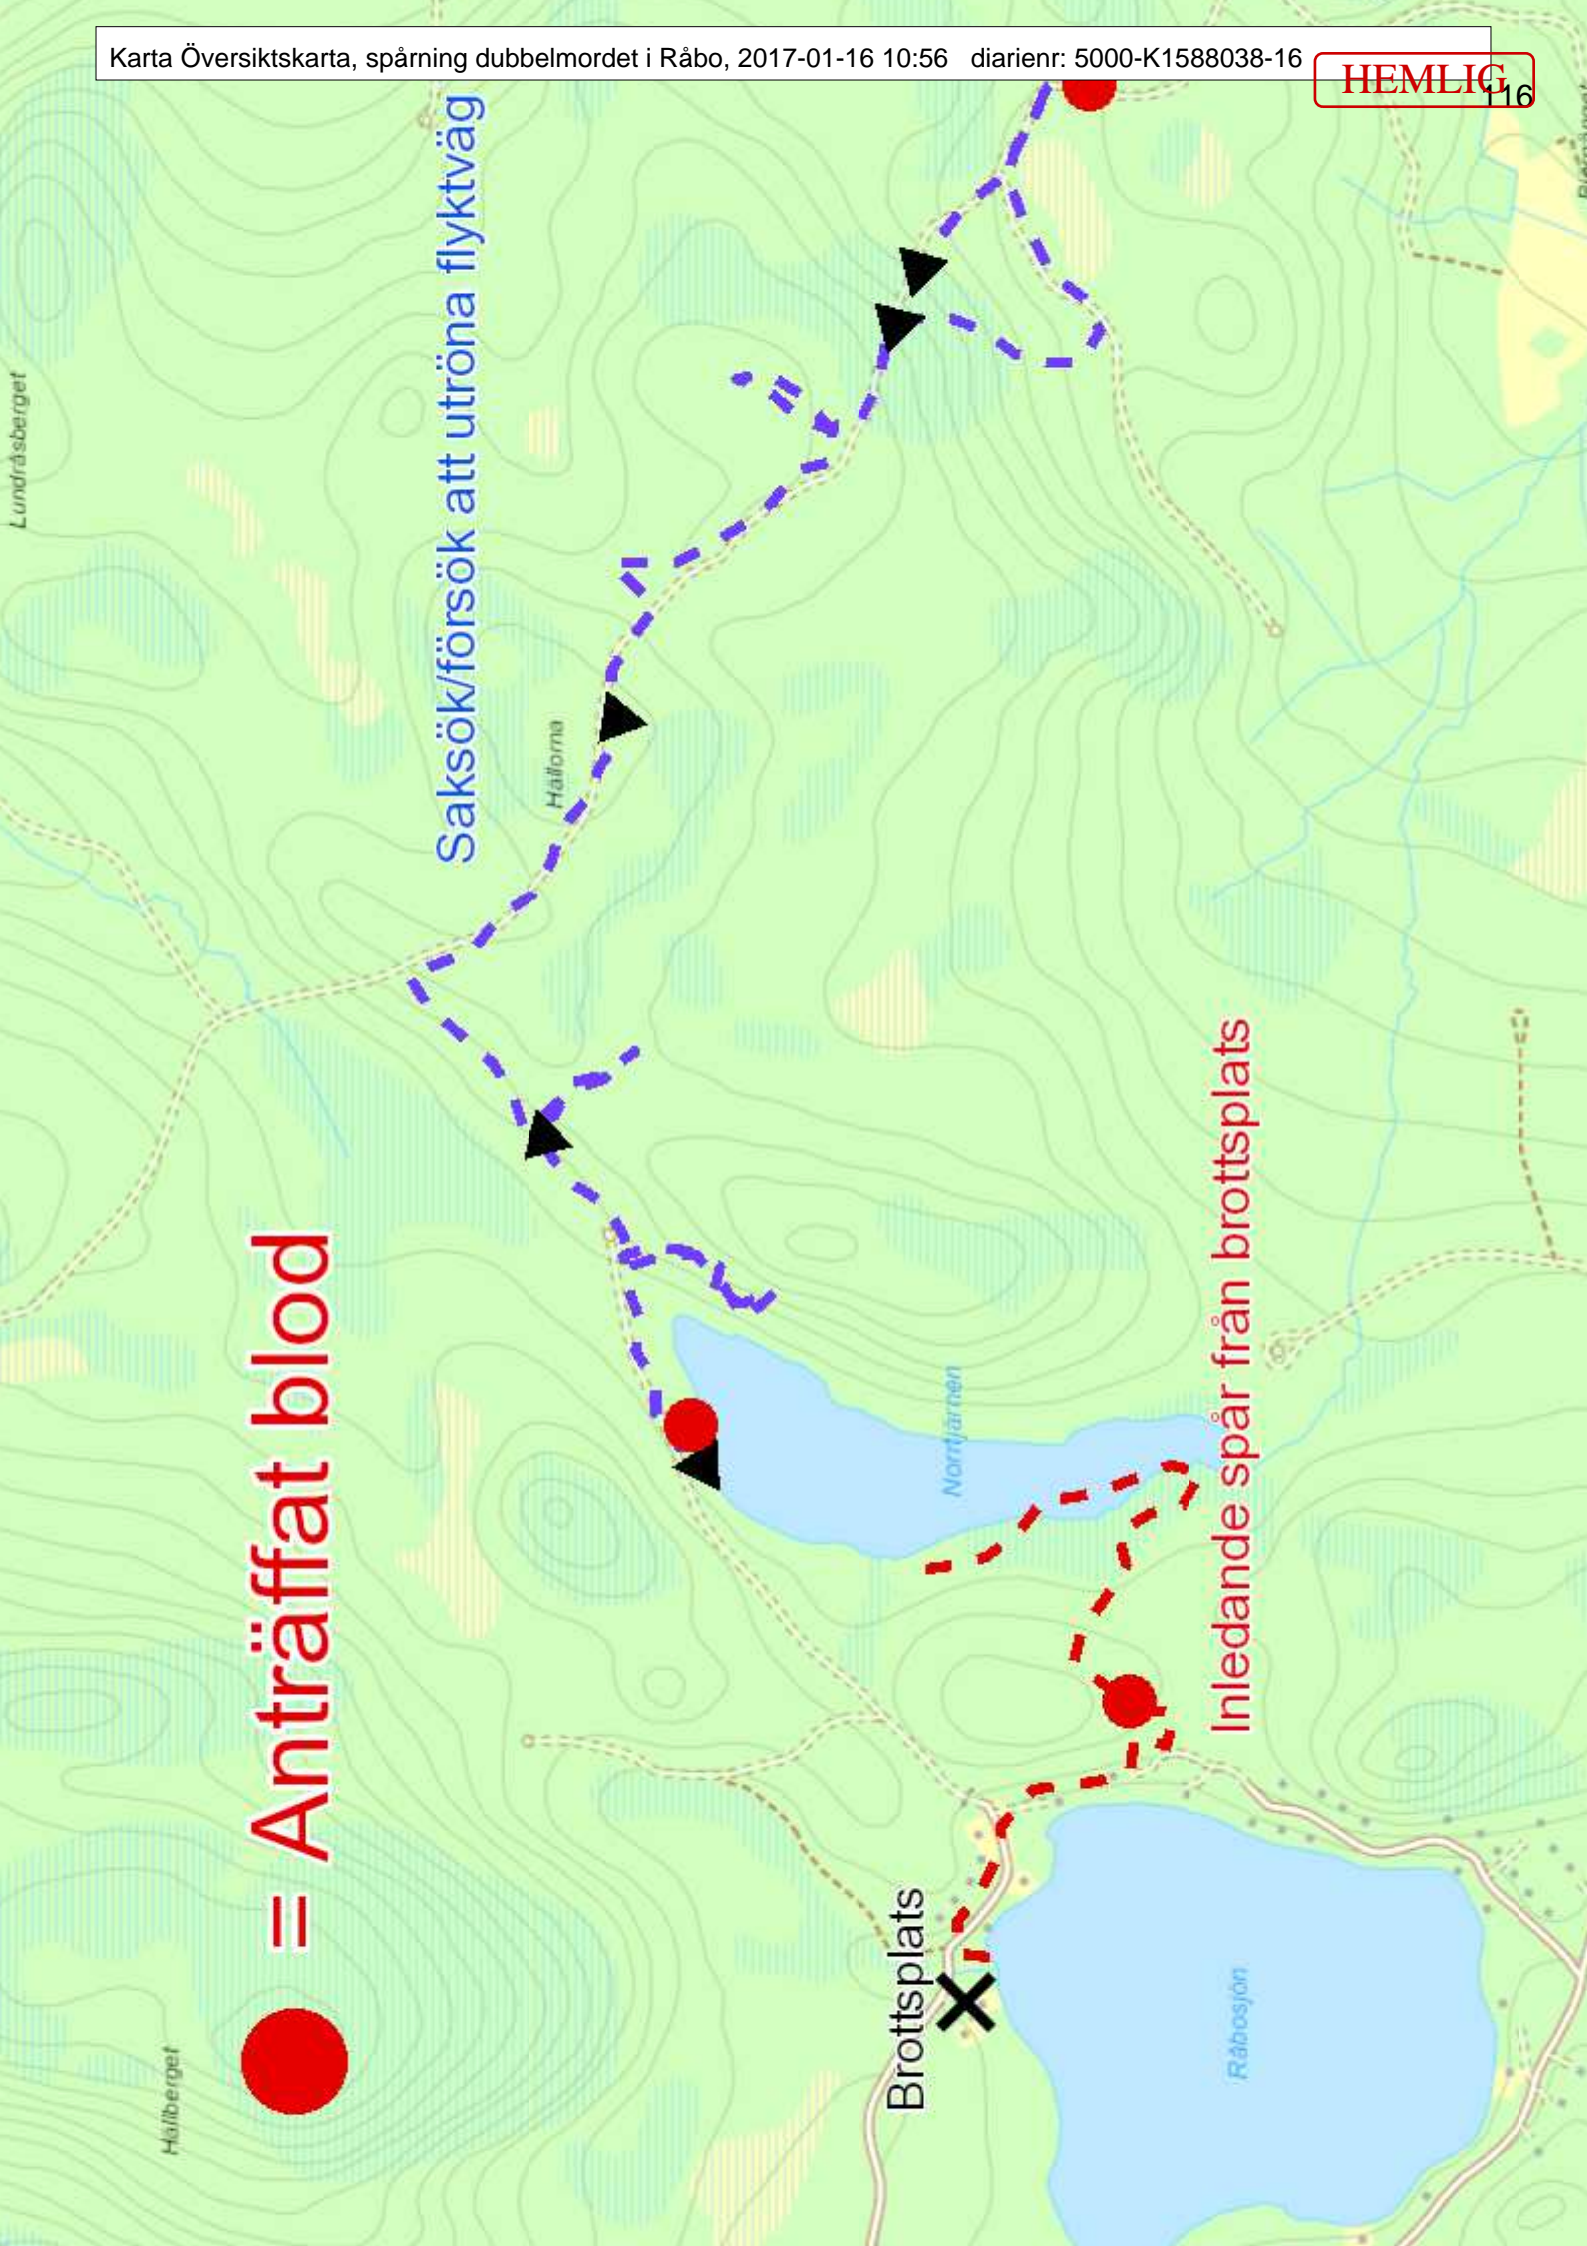 Karta Översiktskarta, spårning dubbelmordet i Råbo, 2017-01-16 10:56 diarienr: 5000-K1588038-16
HEMLIG
116
Saksök/försök att utröna flyktväg
Lundråsberget
Hällorna
= Anträffat blod
Inledande spår från brottsplats
Norrtjärnen
Brottsplats
Råbosjön
Hällberget